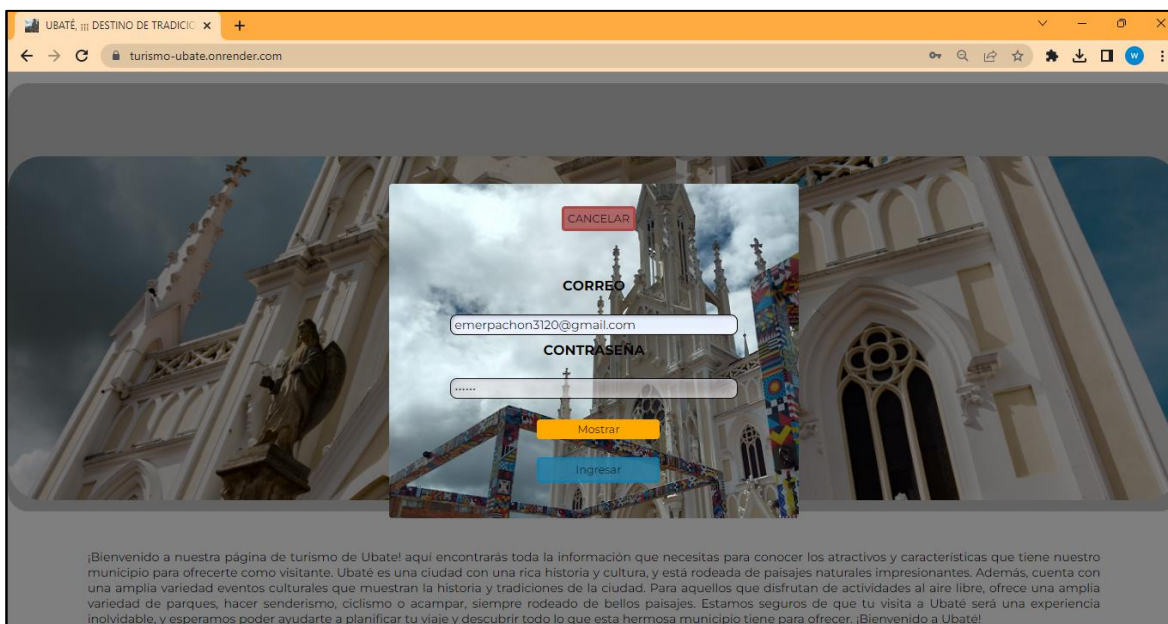 UBATÉ, ¡¡¡ DESTINO DE TRADICIO
turismo-ubate.onrender.com
W
CANCELAR
CORREO
emerpachon3120@gmail.com
CONTRASEÑA
......
Mostrar
Ingresar
¡Bienvenido a nuestra página de turismo de Ubate! aquí encontrarás toda la información que necesitas para conocer los atractivos y características que tiene nuestro
municipio para ofrecerte como visitante. Ubaté es una ciudad con una rica historia y cultura, y está rodeada de paisajes naturales impresionantes. Además, cuenta con
una amplia variedad eventos culturales que muestran la historia y tradiciones de la ciudad. Para aquellos que disfrutan de actividades al aire libre, ofrece una amplia
variedad de parques, hacer senderismo, ciclismo o acampar, siempre rodeado de bellos paisajes. Estamos seguros de que tu visita a Ubaté será una experiencia
inolvidable, y esperamos poder ayudarte a planificar tu viaje y descubrir todo lo que esta hermosa municipio tiene para ofrecer. ¡Bienvenido a Ubaté!